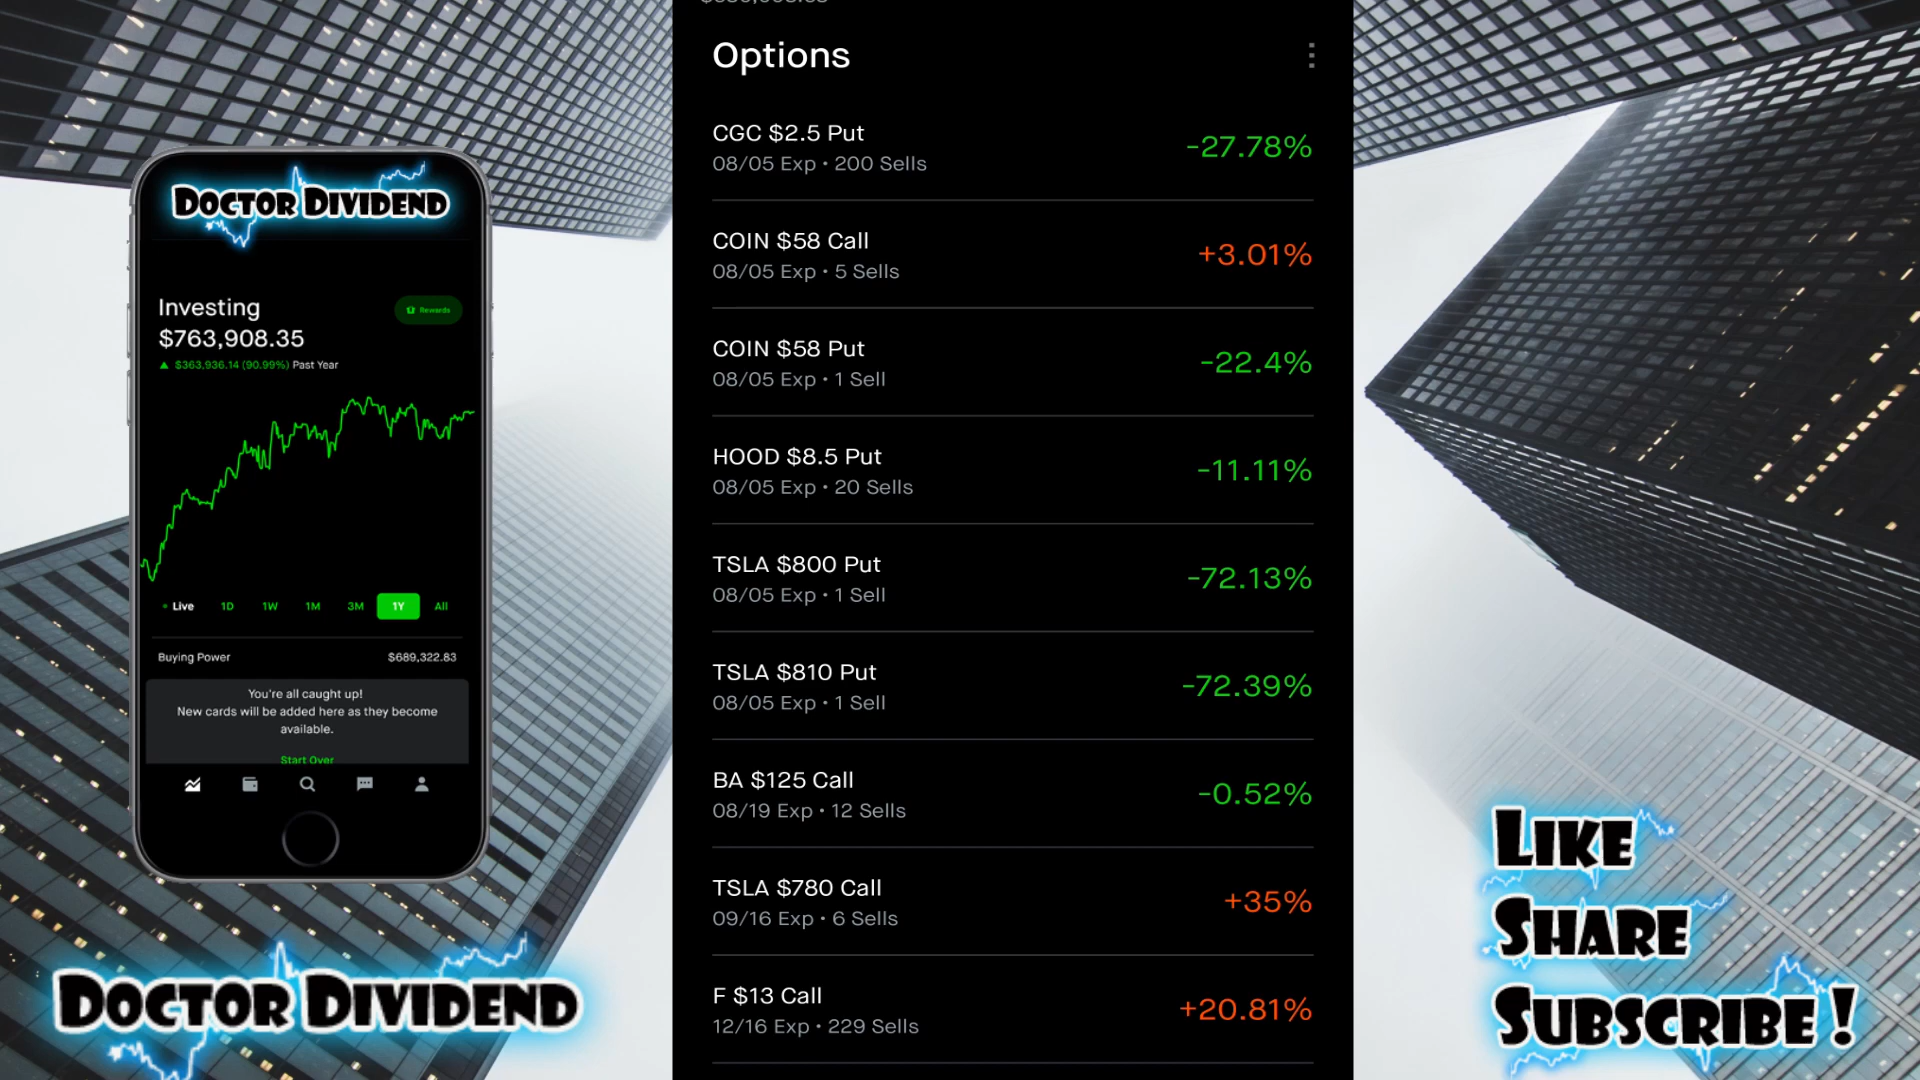 DOCTOR DIVIDEND
Investing
$763,908.35
Rewards
▲ $363,936.14 (90.99%) Past Year
• Live 1D 1W 1M 3M 1Y All
Buying Power $689,322.83
You're all caught up!
New cards will be added here as they become
available.
Start Over
DOCTOR DIVIDEND
Options
CGC $2.5 Put
08/05 Exp • 200 Sells
-27.78%
COIN $58 Call
08/05 Exp • 5 Sells
+3.01%
COIN $58 Put
08/05 Exp • 1 Sell
-22.4%
HOOD $8.5 Put
08/05 Exp • 20 Sells
-11.11%
TSLA $800 Put
08/05 Exp • 1 Sell
-72.13%
TSLA $810 Put
08/05 Exp • 1 Sell
-72.39%
BA $125 Call
08/19 Exp • 12 Sells
-0.52%
TSLA $780 Call
09/16 Exp • 6 Sells
+35%
F $13 Call
12/16 Exp • 229 Sells
+20.81%
LIKE
SHARE
SUBSCRIBE !